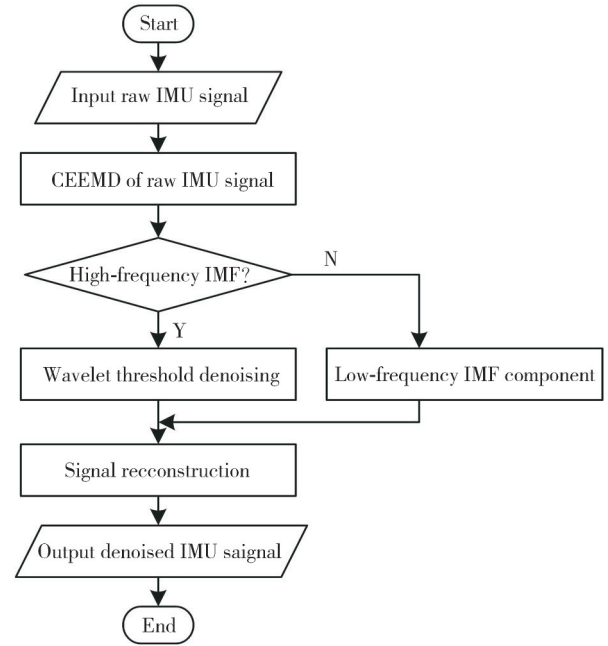 Start
Input raw IMU signal
CEEMD of raw IMU signal
High-frequency IMF?
N
Y
Wavelet threshold denoising
Low-frequency IMF component
Signal recconstruction
Output denoised IMU saignal
End